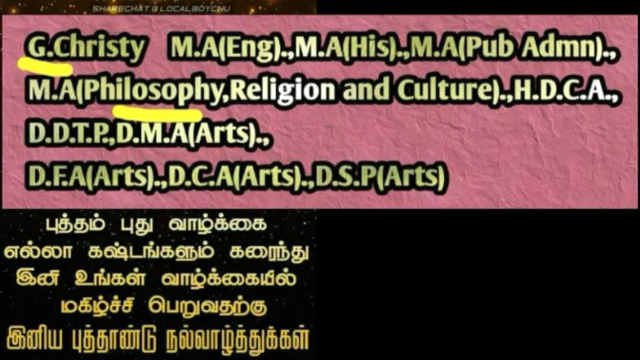 SHARECHAT @ LOCALBOYCNU
G.Christy M.A(Eng).,M.A(His).,M.A(Pub Admn).,
M.A(Philosophy,Religion and Culture).,H.D.C.A.,
D.D.T.P.,D.M.A(Arts).,
D.F.A(Arts).,D.C.A(Arts).,D.S.P(Arts)
புத்தம் புது வாழ்க்கை
எல்லா கஷ்டங்களும் கரைந்து
இனி உங்கள் வாழ்க்கையில்
மகிழ்ச்சி பெறுவதற்கு
இனிய புத்தாண்டு நல்வாழ்த்துக்கள்